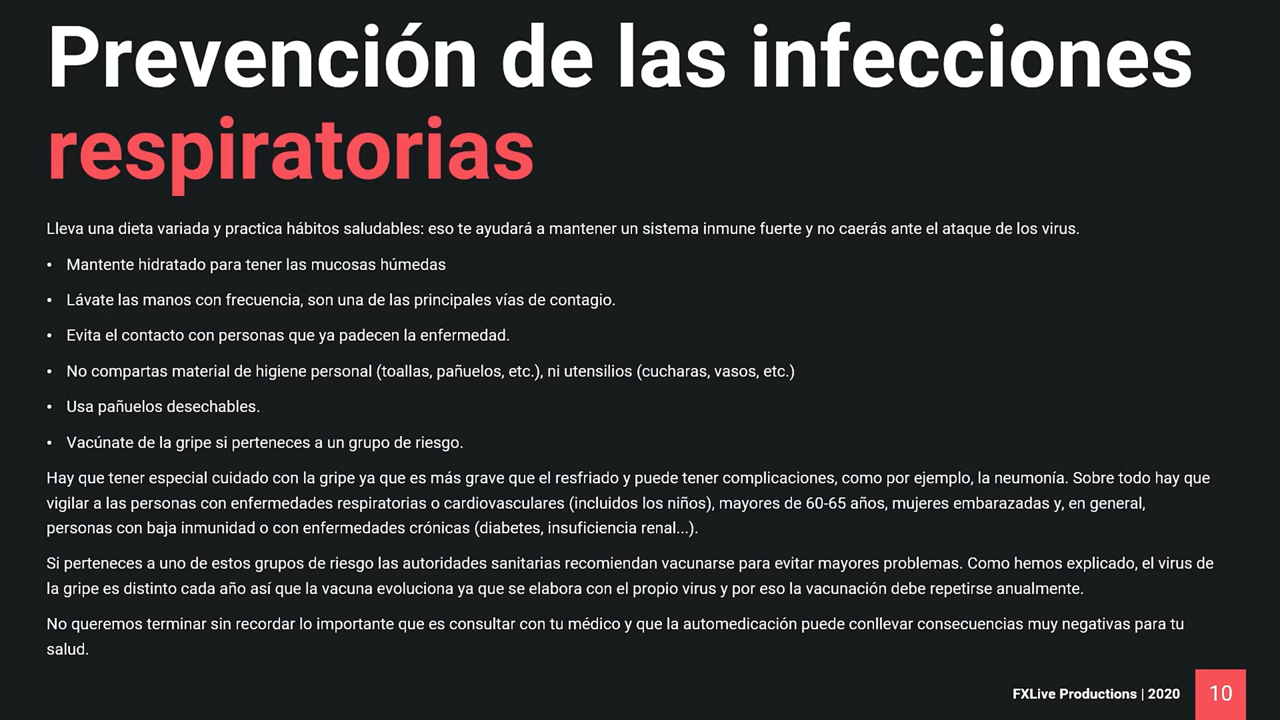 Prevención de las infecciones
respiratorias
Lleva una dieta variada y practica hábitos saludables: eso te ayudará a mantener un sistema inmune fuerte y no caerás ante el ataque de los virus.
• Mantente hidratado para tener las mucosas húmedas
• Lávate las manos con frecuencia, son una de las principales vías de contagio.
• Evita el contacto con personas que ya padecen la enfermedad.
• No compartas material de higiene personal (toallas, pañuelos, etc.), ni utensilios (cucharas, vasos, etc.)
• Usa pañuelos desechables.
• Vacúnate de la gripe si perteneces a un grupo de riesgo.
Hay que tener especial cuidado con la gripe ya que es más grave que el resfriado y puede tener complicaciones, como por ejemplo, la neumonía. Sobre todo hay que
vigilar a las personas con enfermedades respiratorias o cardiovasculares (incluidos los niños), mayores de 60-65 años, mujeres embarazadas y, en general,
personas con baja inmunidad o con enfermedades crónicas (diabetes, insuficiencia renal...).
Si perteneces a uno de estos grupos de riesgo las autoridades sanitarias recomiendan vacunarse para evitar mayores problemas. Como hemos explicado, el virus de
la gripe es distinto cada año así que la vacuna evoluciona ya que se elabora con el propio virus y por eso la vacunación debe repetirse anualmente.
No queremos terminar sin recordar lo importante que es consultar con tu médico y que la automedicación puede conllevar consecuencias muy negativas para tu
salud.
FXLive Productions | 2020
10